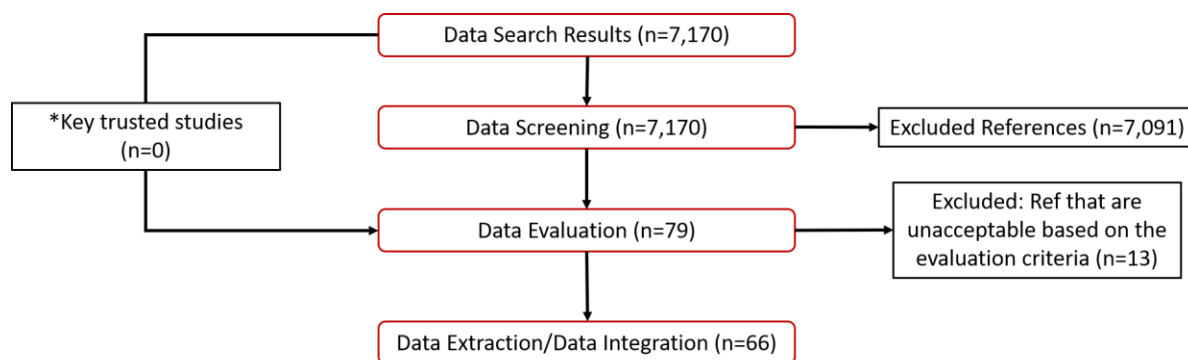 Data Search Results (n=7,170)
*Key trusted studies
(n=0)
Data Screening (n=7,170)
Excluded References (n=7,091)
Data Evaluation (n=79)
Excluded: Ref that are
unacceptable based on the
evaluation criteria (n=13)
Data Extraction/Data Integration (n=66)